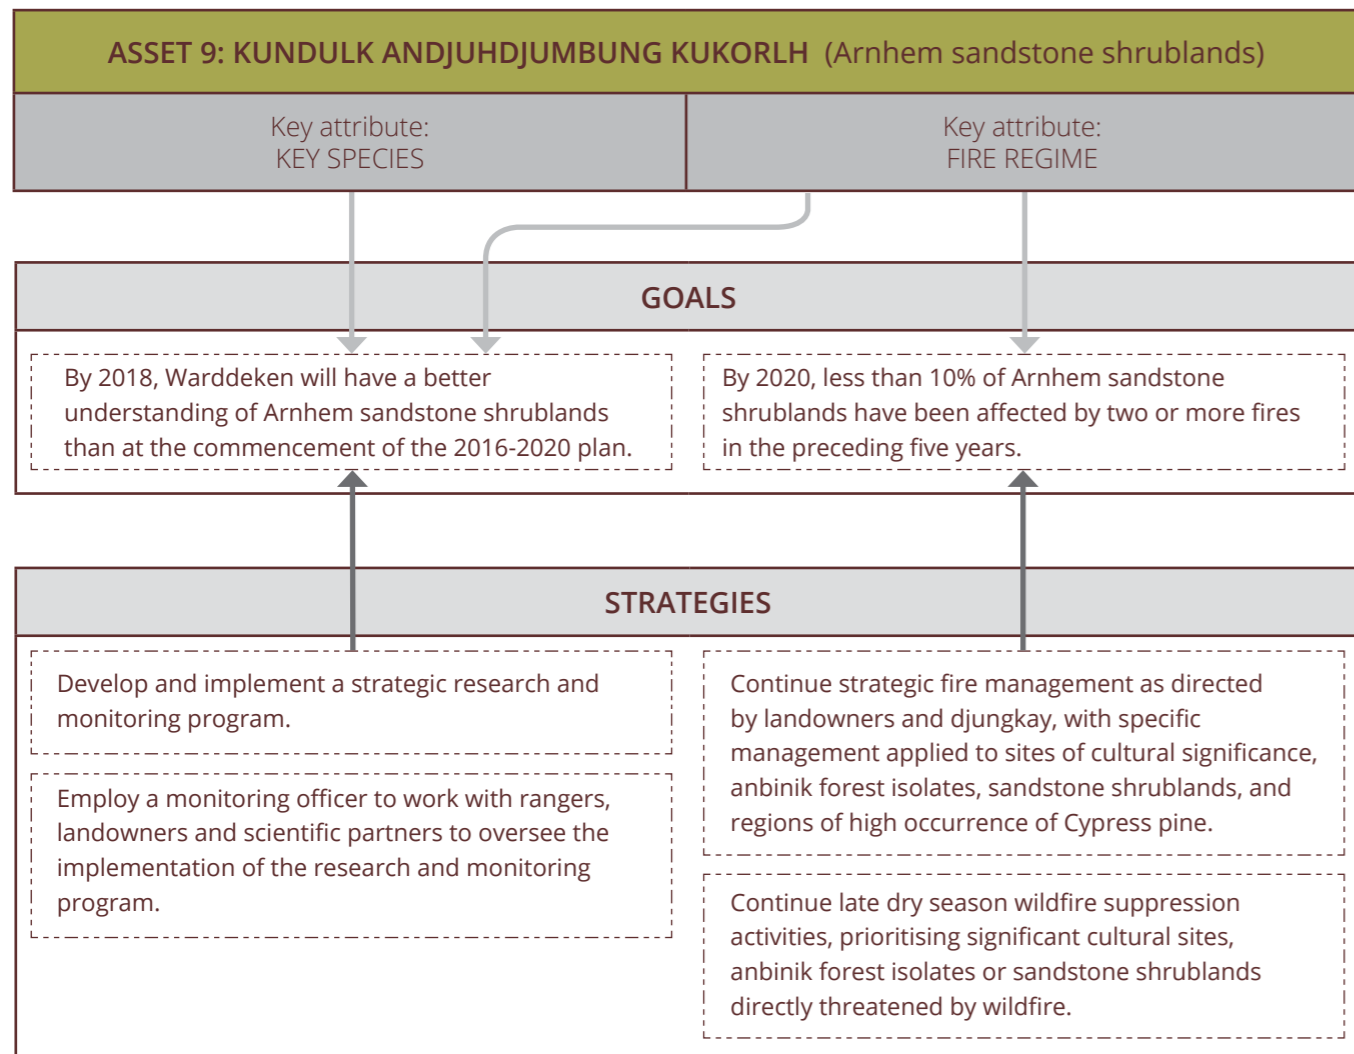 ASSET 9: KUNDULK ANDJUHDJUMBUNG KUKORLH (Arnhem sandstone shrublands)
Key attribute:
KEY SPECIES
Key attribute:
FIRE REGIME
GOALS
By 2018, Warddeken will have a better
understanding of Arnhem sandstone shrublands
than at the commencement of the 2016-2020 plan.
By 2020, less than 10% of Arnhem sandstone
shrublands have been affected by two or more fires
in the preceding five years.
STRATEGIES
Develop and implement a strategic research and
monitoring program.
Employ a monitoring officer to work with rangers,
landowners and scientific partners to oversee the
implementation of the research and monitoring
program.
Continue strategic fire management as directed
by landowners and djungkay, with specific
management applied to sites of cultural significance,
anbinik forest isolates, sandstone shrublands, and
regions of high occurrence of Cypress pine.
Continue late dry season wildfire suppression
activities, prioritising significant cultural sites,
anbinik forest isolates or sandstone shrublands
directly threatened by wildfire.